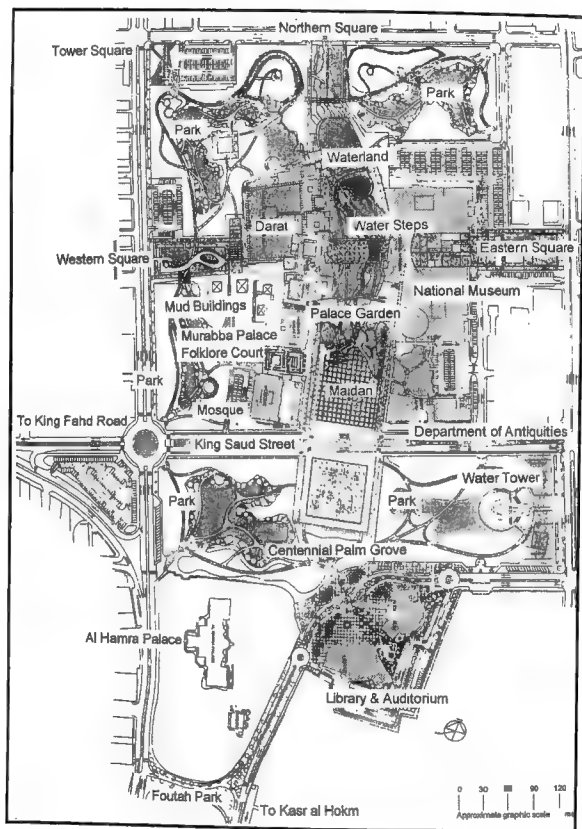 Northern Square
Tower Square
Park
Park
Waterland
Darat
Water Steps
Eastern Square
Western Square
National Museum
Mud Buildings
Palace Garden
Murabba Palace
Folklore Court
Park
Maidan
Mosque
To King Fahd Road
Department of Antiquities
King Saud Street
Water Tower
Park
Park
Centennial Palm Grove
Al Hamra Palace
Library & Auditorium
Foutah Park
To Kasr al Hokm
0 30 60 90 120
Approximate graphic scale